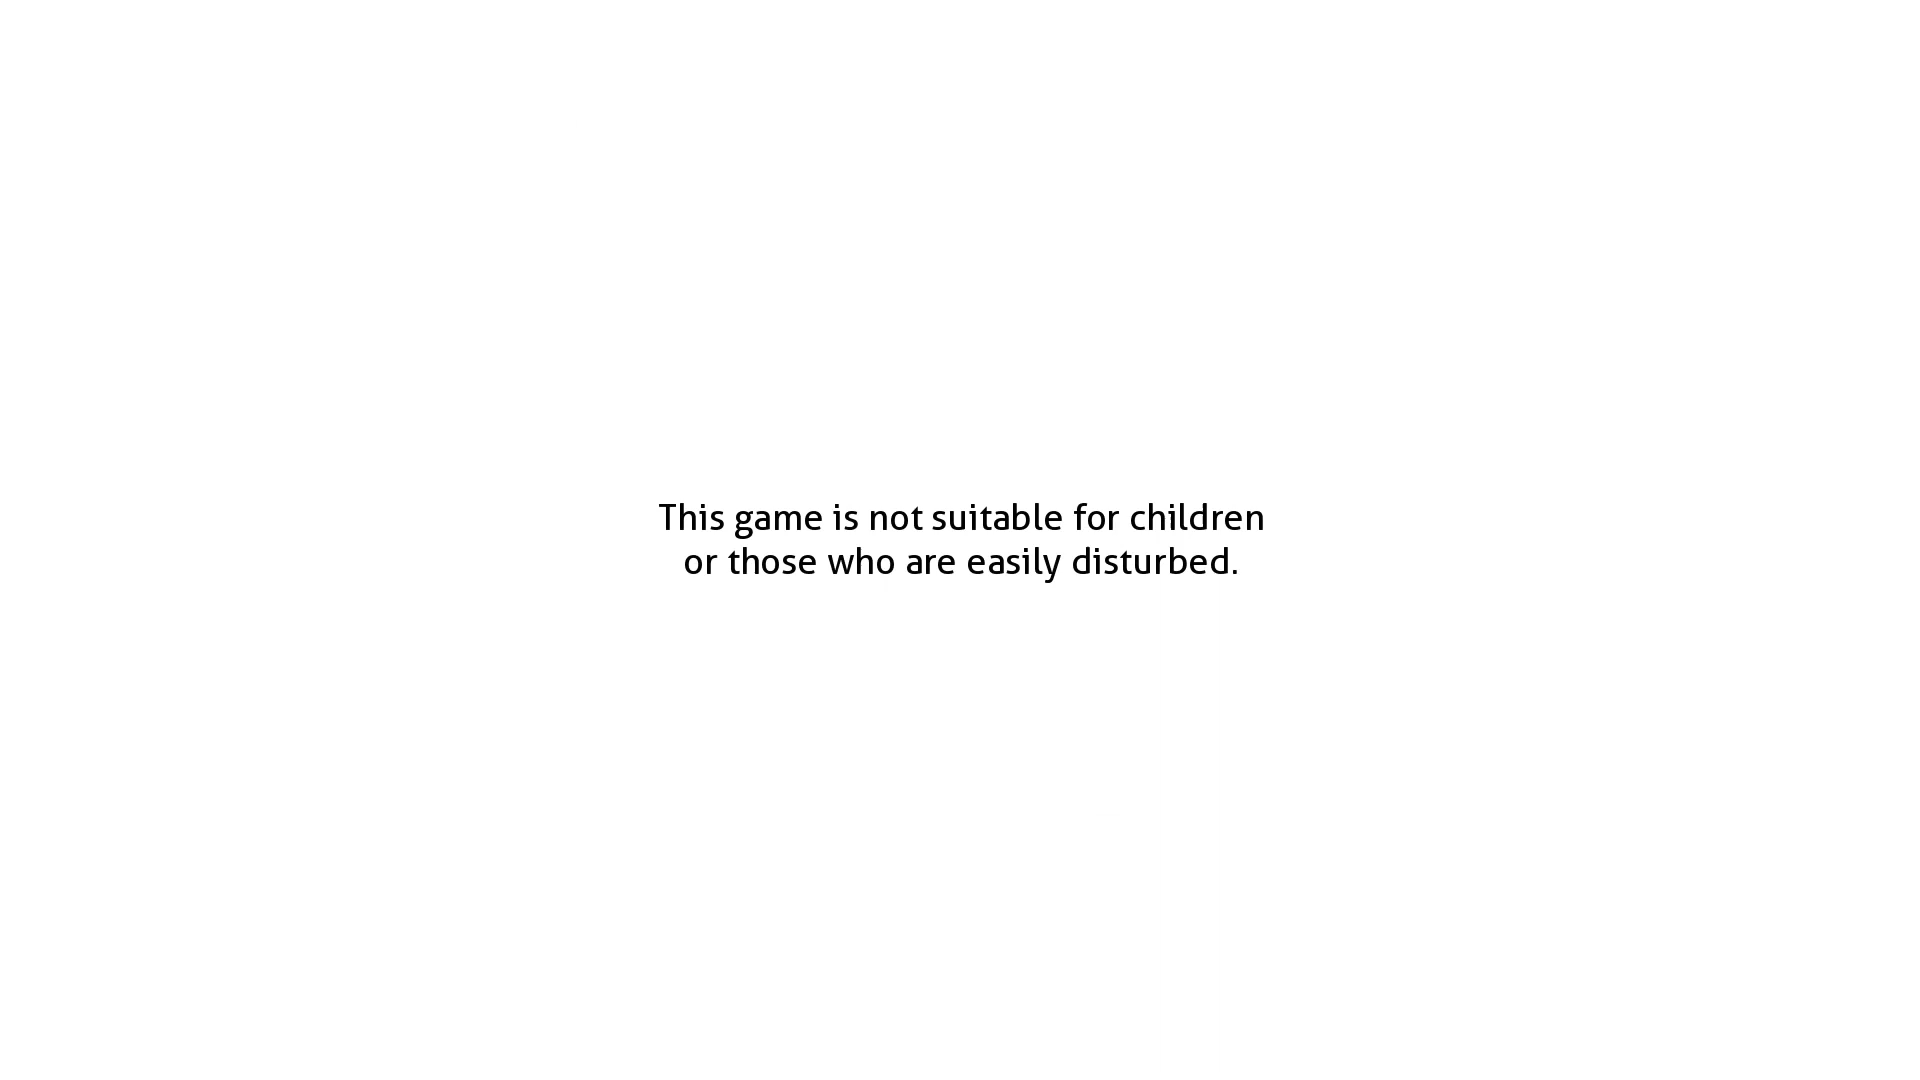 This game is not suitable for children
or those who are easily disturbed.